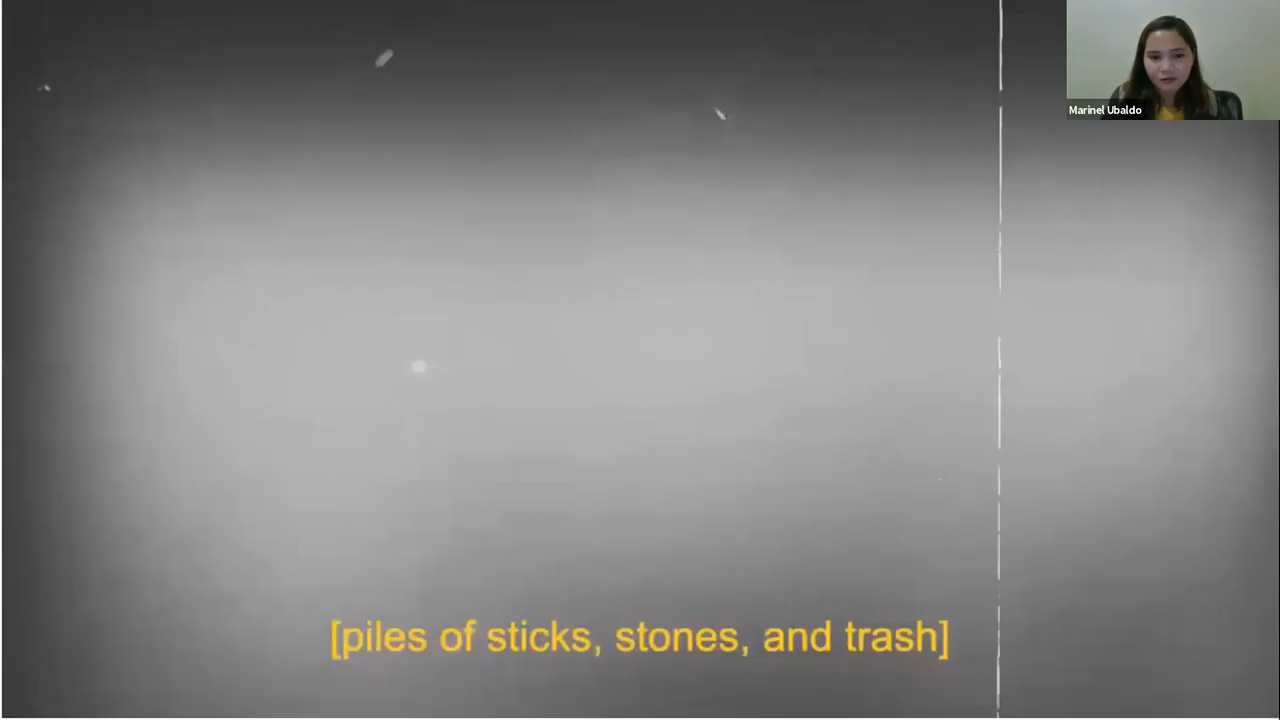 Marinel Ubaldo
[piles of sticks, stones, and trash]